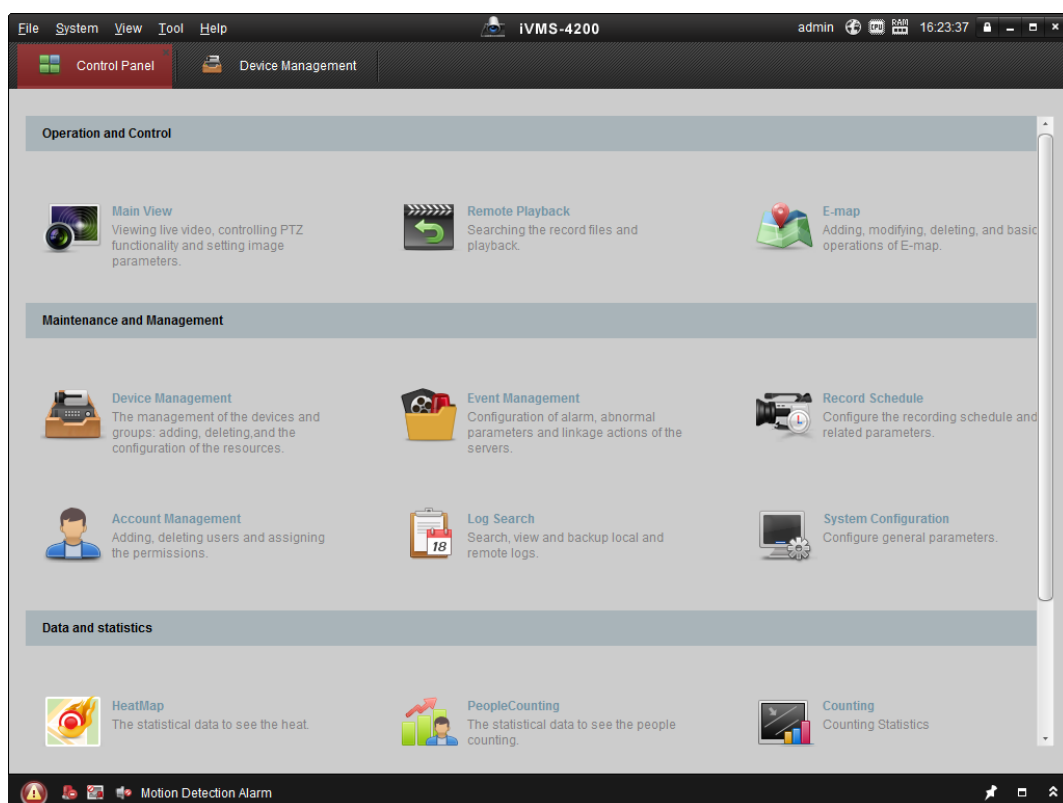 File System View Tool Help
iVMS-4200
admin CPU RAM 16:23:37
Control Panel
Device Management
Operation and Control
Main View
Viewing live video, controlling PTZ
functionality and setting image
parameters.
Remote Playback
Searching the record files and
playback.
E-map
Adding, modifying, deleting, and basic
operations of E-map.
Maintenance and Management
Device Management
The management of the devices and
groups: adding, deleting,and the
configuration of the resources.
Event Management
Configuration of alarm, abnormal
parameters and linkage actions of the
servers.
Record Schedule
Configure the recording schedule and
related parameters.
Account Management
Adding, deleting users and assigning
the permissions.
18
Log Search
Search, view and backup local and
remote logs.
System Configuration
Configure general parameters.
Data and statistics
HeatMap
The statistical data to see the heat.
PeopleCounting
The statistical data to see the people
counting.
Counting
Counting Statistics
Motion Detection Alarm